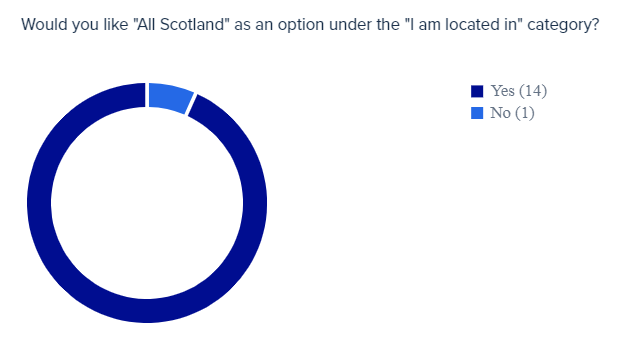 Would you like "All Scotland" as an option under the "I am located in" category?
Yes (14)
No (1)